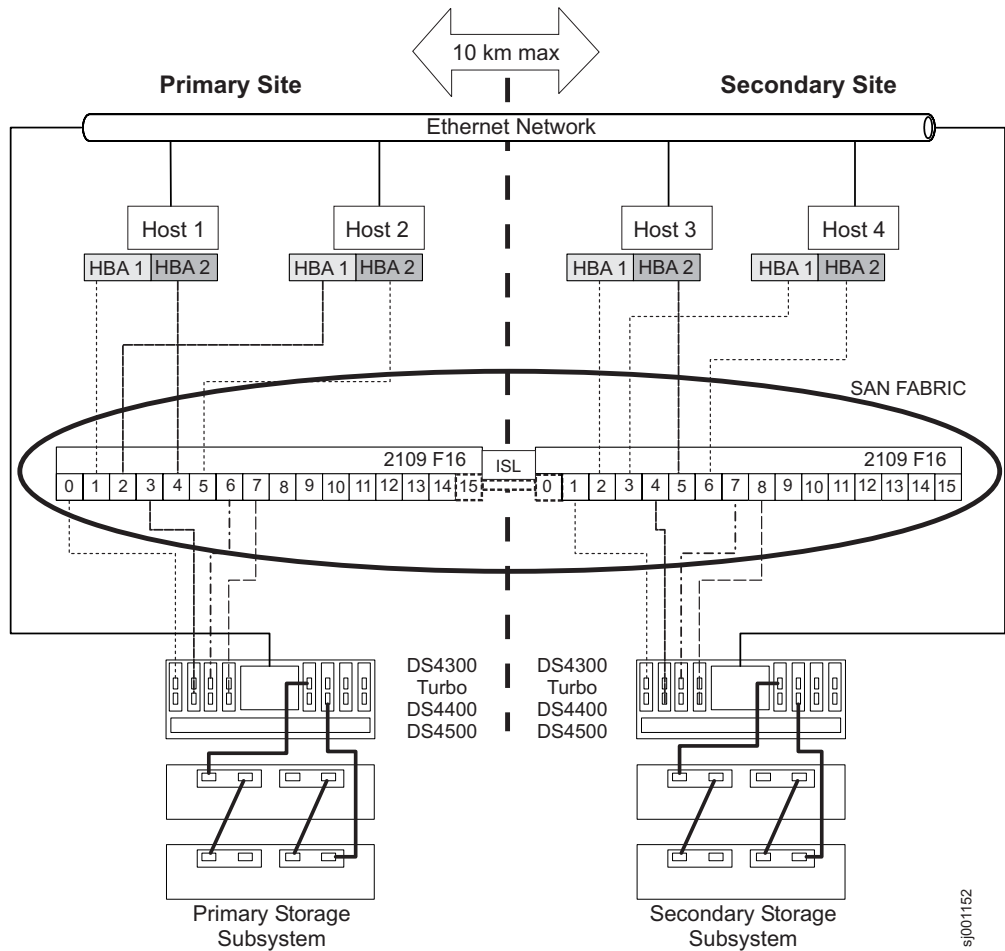 10 km max
Primary Site
Secondary Site
Ethernet Network
Host 1
Host 2
Host 3
Host 4
HBA 1 HBA 2
HBA 1 HBA 2
HBA 1 HBA 2
HBA 1 HBA 2
SAN FABRIC
2109 F16
ISL
2109 F16
0 1 2 3 4 5 6 7 8 9 10 11 12 13 14 15
0 1 2 3 4 5 6 7 8 9 10 11 12 13 14 15
DS4300
Turbo
DS4400
DS4500
DS4300
Turbo
DS4400
DS4500
Primary Storage
Subsystem
Secondary Storage
Subsystem
sj001152